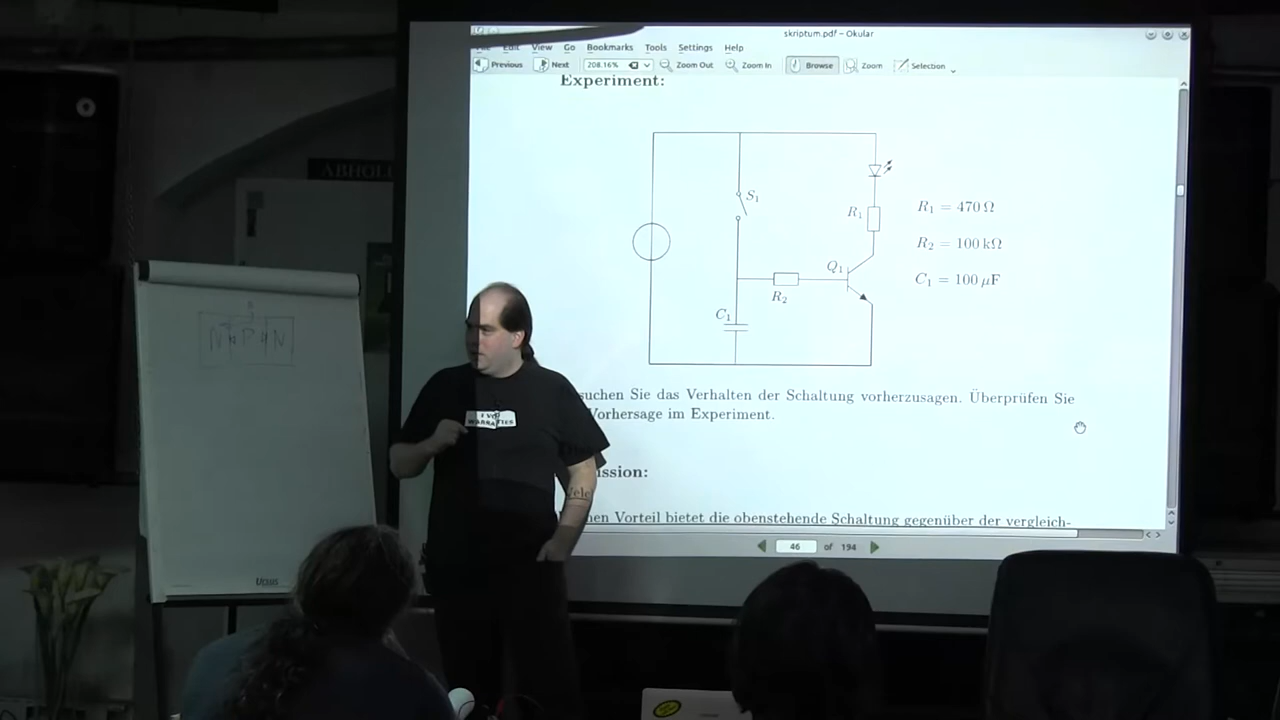 skriptum.pdf – Okular
Edit View Go Bookmarks Tools Settings Help
Previous Next 208.16% Zoom Out Zoom In Browse Zoom Selection
Experiment:
S1
R1
R1 = 470 Ω
R2 = 100 kΩ
Q1
C1 = 100 μF
R2
C1
suchen Sie das Verhalten der Schaltung vorherzusagen. Überprüfen Sie
Vorhersage im Experiment.
ssion:
Vorteil bietet die obenstehende Schaltung gegenüber der vergleich-
46 of 194
ABHOL
N P N
I VO
WARRATIES